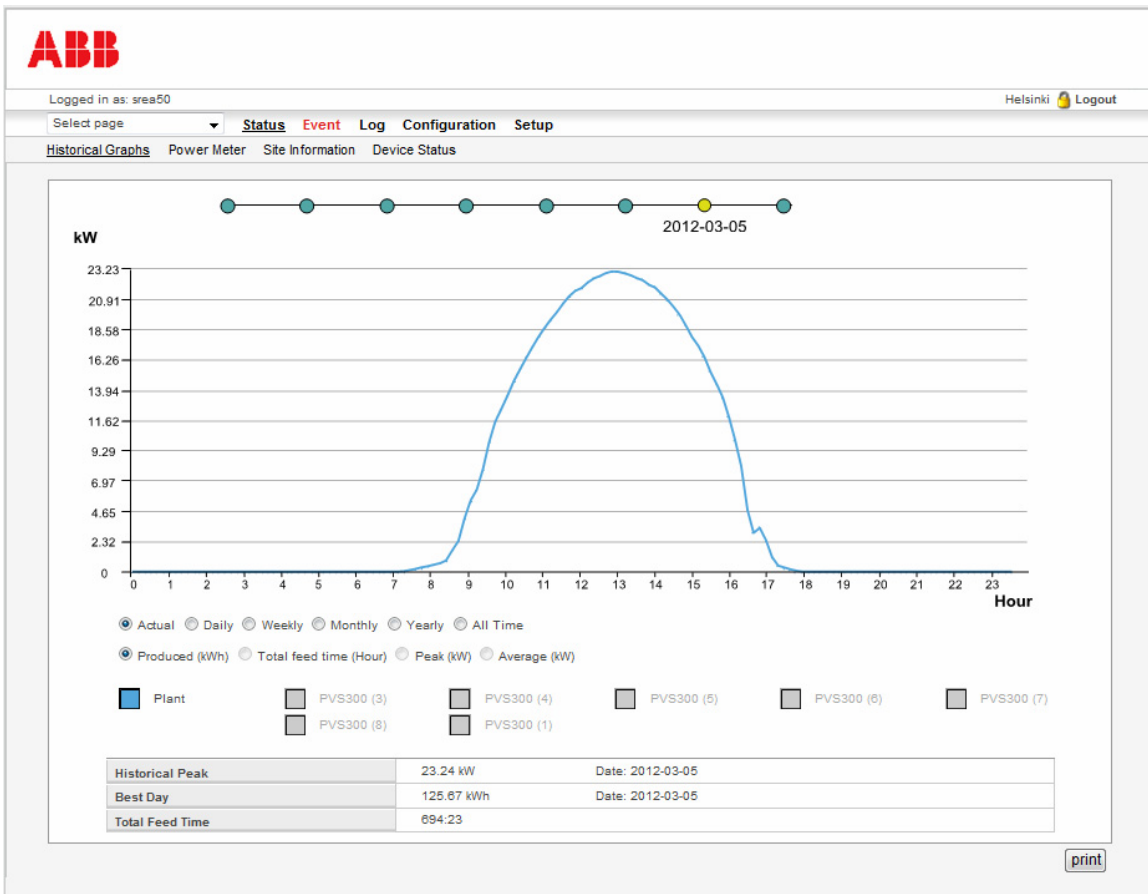 ABB
Logged in as: srea50 Helsinki Logout
Select page Status Event Log Configuration Setup
Historical Graphs Power Meter Site Information Device Status
2012-03-05
kW
23.23
20.91
18.58
16.26
13.94
11.62
9.29
6.97
4.65
2.32
0
0 1 2 3 4 5 6 7 8 9 10 11 12 13 14 15 16 17 18 19 20 21 22 23
Hour
Actual Daily Weekly Monthly Yearly All Time
Produced (kWh) Total feed time (Hour) Peak (kW) Average (kW)
Plant PVS300 (3) PVS300 (4) PVS300 (5) PVS300 (6) PVS300 (7)
PVS300 (8) PVS300 (1)
Historical Peak 23.24 kW Date: 2012-03-05
Best Day 125.67 kWh Date: 2012-03-05
Total Feed Time 694:23
print